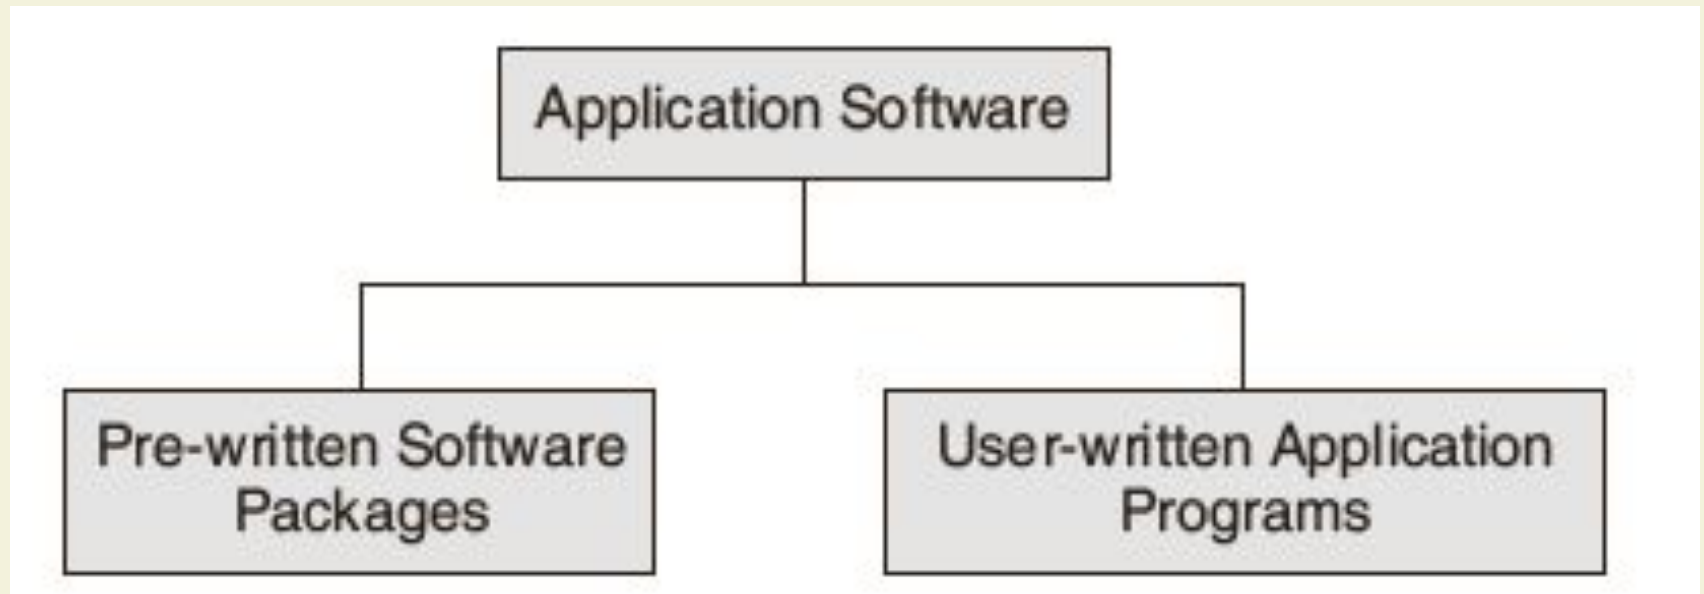 Application Software
Pre-written Software
Packages
User-written Application
Programs